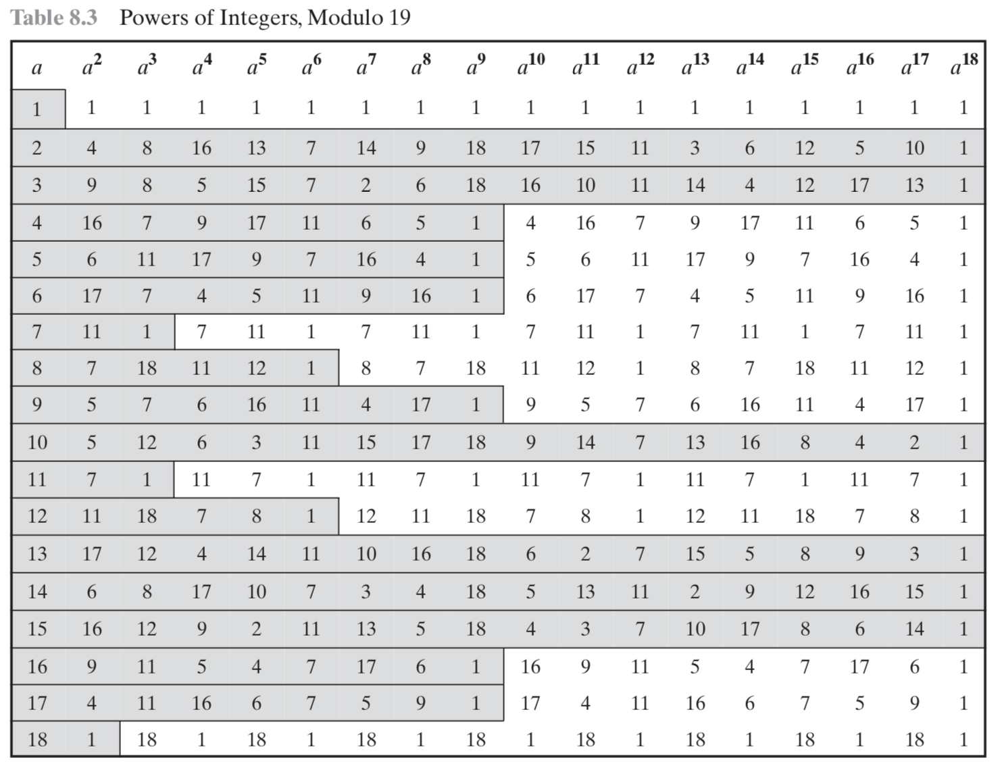 Table 8.3 Powers of Integers, Modulo 19
a a² a³ a⁴ a⁵ a⁶ a⁷ a⁸ a⁹ a¹⁰ a¹¹ a¹² a¹³ a¹⁴ a¹⁵ a¹⁶ a¹⁷ a¹⁸
1 1 1 1 1 1 1 1 1 1 1 1 1 1 1 1 1 1
2 4 8 16 13 7 14 9 18 17 15 11 3 6 12 5 10 1
3 9 8 5 15 7 2 6 18 16 10 11 14 4 12 17 13 1
4 16 7 9 17 11 6 5 1 4 16 7 9 17 11 6 5 1
5 6 11 17 9 7 16 4 1 5 6 11 17 9 7 16 4 1
6 17 7 4 5 11 9 16 1 6 17 7 4 5 11 9 16 1
7 11 1 7 11 1 7 11 1 7 11 1 7 11 1 7 11 1
8 7 18 11 12 1 8 7 18 11 12 1 8 7 18 11 12 1
9 5 7 6 16 11 4 17 1 9 5 7 6 16 11 4 17 1
10 5 12 6 3 11 15 17 18 9 14 7 13 16 8 4 2 1
11 7 1 11 7 1 11 7 1 11 7 1 11 7 1 11 7 1
12 11 18 7 8 1 12 11 18 7 8 1 12 11 18 7 8 1
13 17 12 4 14 11 10 16 18 6 2 7 15 5 8 9 3 1
14 6 8 17 10 7 3 4 18 5 13 11 2 9 12 16 15 1
15 16 12 9 2 11 13 5 18 4 3 7 10 17 8 6 14 1
16 9 11 5 4 7 17 6 1 16 9 11 5 4 7 17 6 1
17 4 11 16 6 7 5 9 1 17 4 11 16 6 7 5 9 1
18 1 18 1 18 1 18 1 18 1 18 1 18 1 18 1 18 1